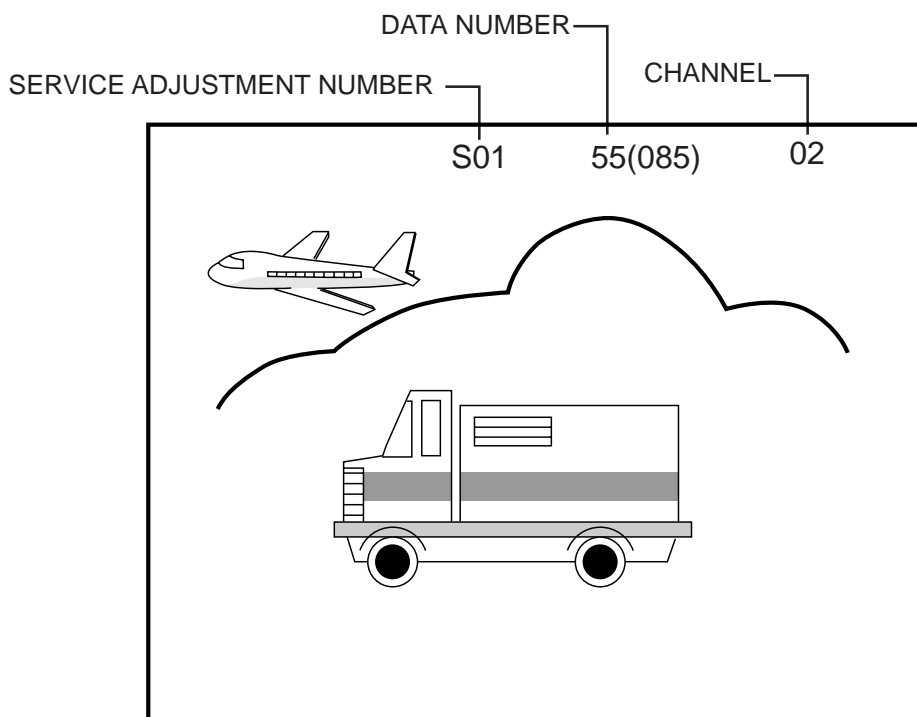 DATA NUMBER
SERVICE ADJUSTMENT NUMBER
CHANNEL
S01 55(085) 02